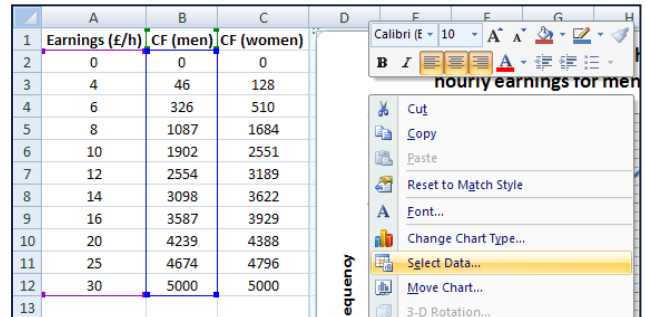 A B C D E F G H
1 Earnings (£/h) CF (men) CF (women)
2 0 0 0
3 4 46 128
4 6 326 510
5 8 1087 1684
6 10 1902 2551
7 12 2554 3189
8 14 3098 3622
9 16 3587 3929
10 20 4239 4388
11 25 4674 4796
12 30 5000 5000
13
Calibri (E 10 A A
B I A
hourly earnings for men
equency
Cut
Copy
Paste
Reset to Match Style
A Font...
Change Chart Type...
Select Data...
Move Chart...
3-D Rotation...